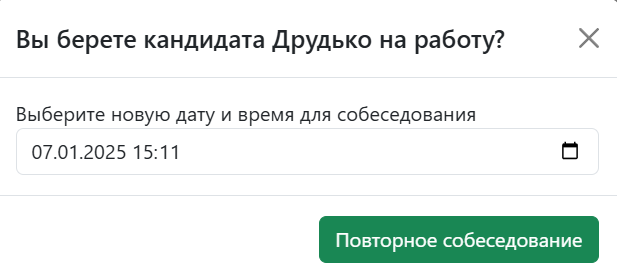 Вы берете кандидата Друдько на работу?
Выберите новую дату и время для собеседования
07.01.2025 15:11
Повторное собеседование